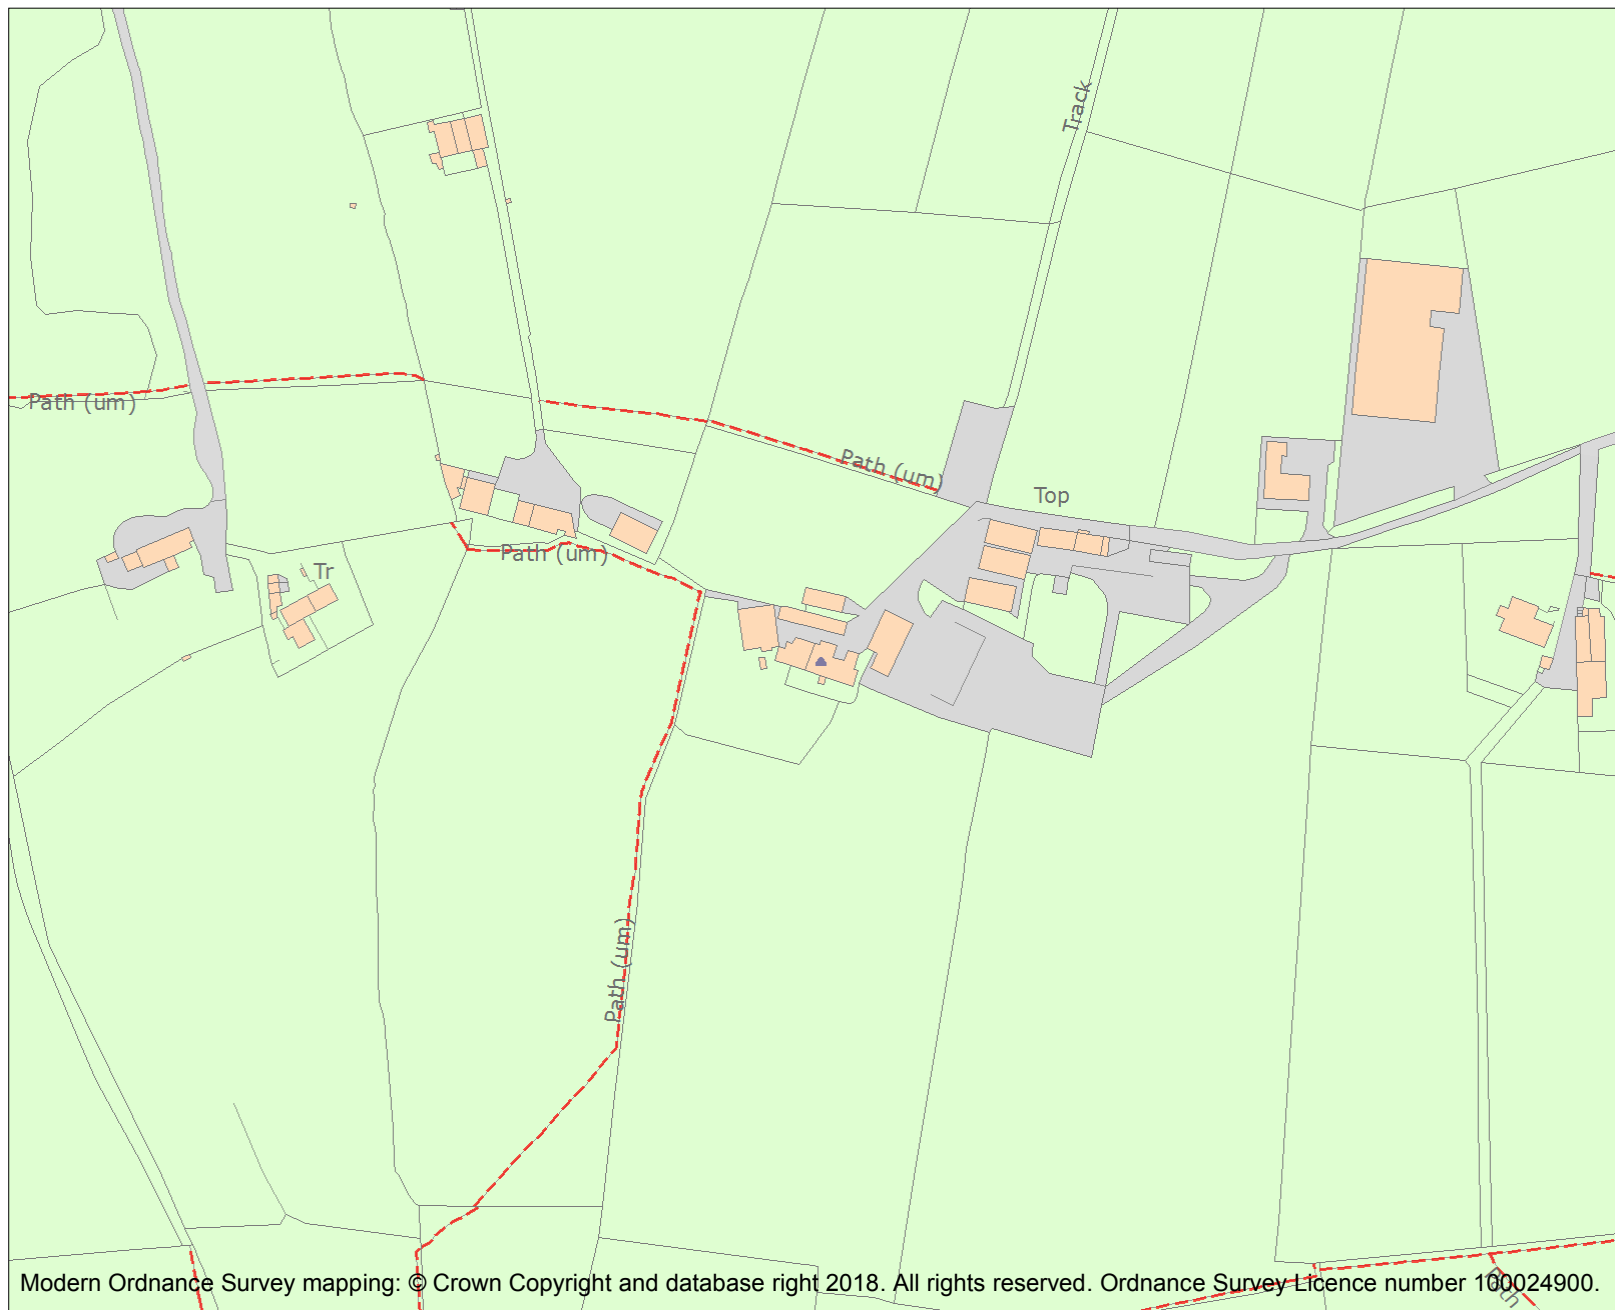 Track
Path (um)
Path (um)
Top
Path (um)
Tr
Path (um)
Path
Modern Ordnance Survey mapping: © Crown Copyright and database right 2018. All rights reserved. Ordnance Survey Licence number 100024900.